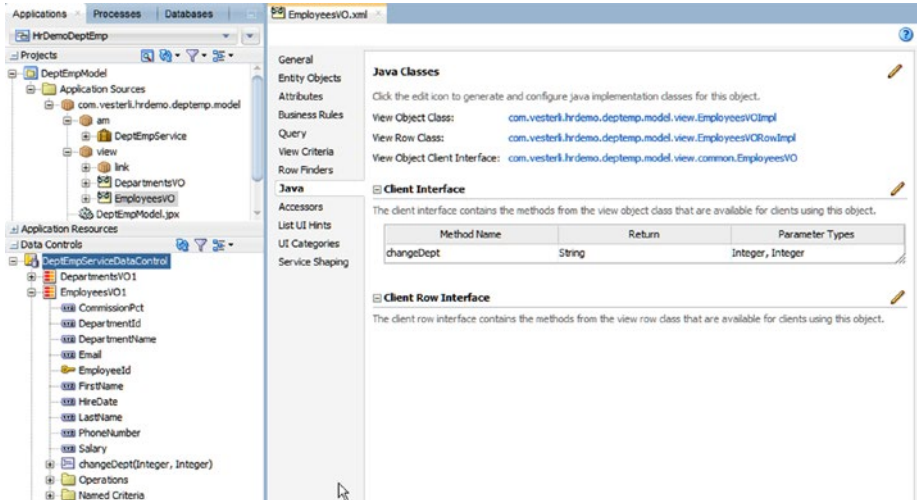 Applications
Processes
Databases
HrDemoDeptEmp
Projects
DeptEmpModel
Application Sources
com.vesterli.hrdemo.deptemp.model
am
DeptEmpService
view
link
DepartmentsVO
EmployeesVO
DeptEmpModel.jpx
Application Resources
Data Controls
DeptEmpServiceDataControl
DepartmentsVO1
EmployeesVO1
CommissionPct
DepartmentId
DepartmentName
Email
EmployeeId
FirstName
HireDate
LastName
PhoneNumber
Salary
changeDept(Integer, Integer)
Operations
Named Criteria
EmployeesVO.xml
General
Entity Objects
Attributes
Business Rules
Query
View Criteria
Row Finders
Java
Accessors
List UI Hints
UI Categories
Service Shaping
Java Classes
Click the edit icon to generate and configure java implementation classes for this object.
View Object Class: com.vesterli.hrdemo.deptemp.model.view.EmployeesVOImpl
View Row Class: com.vesterli.hrdemo.deptemp.model.view.EmployeesVORowImpl
View Object Client Interface: com.vesterli.hrdemo.deptemp.model.view.common.EmployeesVO
Client Interface
The client interface contains the methods from the view object class that are available for clients using this object.
Method Name Return Parameter Types
changeDept String Integer, Integer
Client Row Interface
The client row interface contains the methods from the view row class that are available for clients using this object.